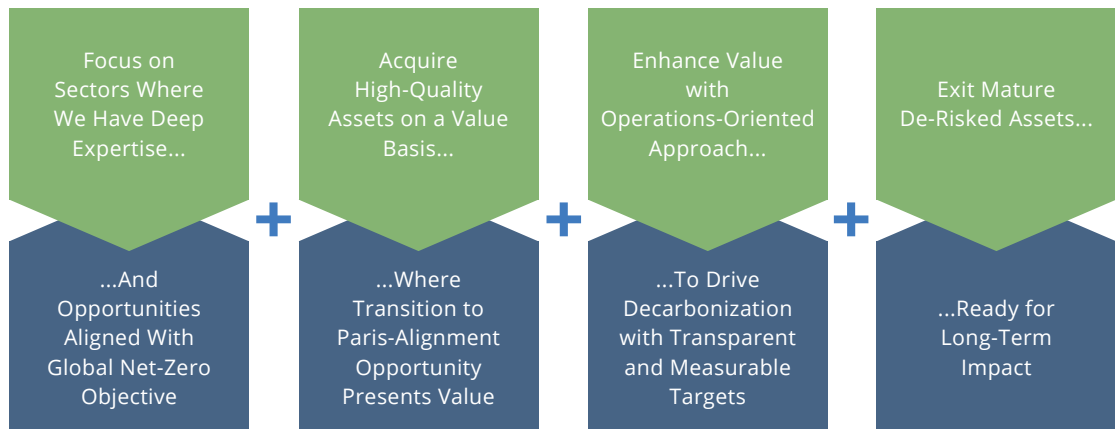 Focus on
Sectors Where
We Have Deep
Expertise...
...And
Opportunities
Aligned With
Global Net-Zero
Objective
+
Acquire
High-Quality
Assets on a Value
Basis...
...Where
Transition to
Paris-Alignment
Opportunity
Presents Value
+
Enhance Value
with
Operations-Oriented
Approach...
...To Drive
Decarbonization
with Transparent
and Measurable
Targets
+
Exit Mature
De-Risked Assets...
...Ready for
Long-Term
Impact